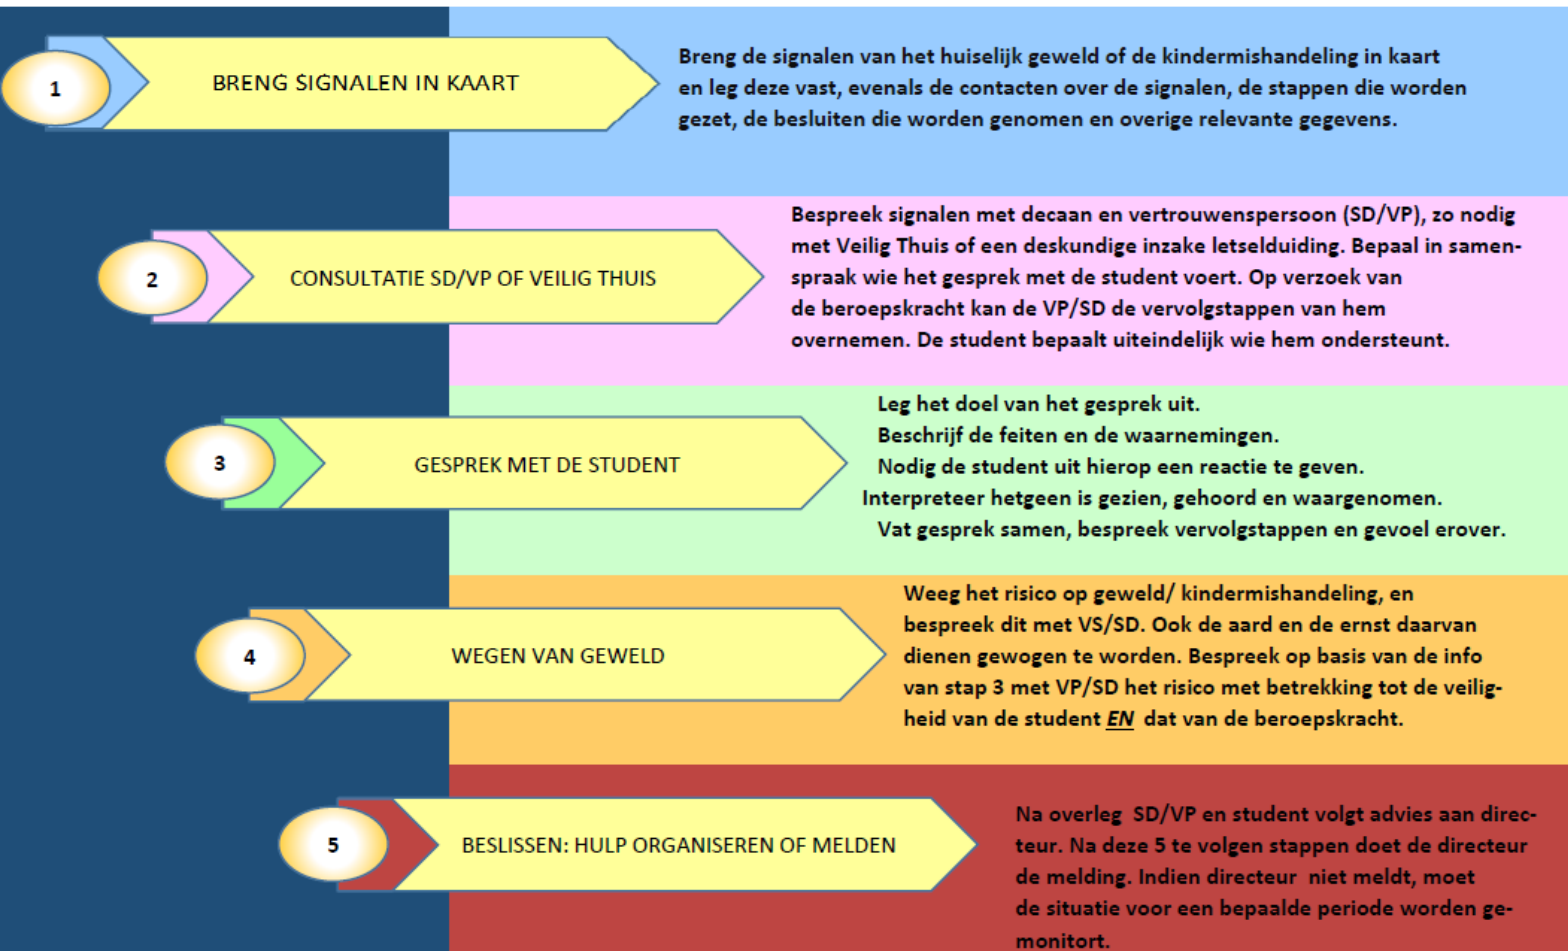 1
BRENG SIGNALEN IN KAART
Breng de signalen van het huiselijk geweld of de kindermishandeling in kaart
en leg deze vast, evenals de contacten over de signalen, de stappen die worden
gezet, de besluiten die worden genomen en overige relevante gegevens.
2
CONSULTATIE SD/VP OF VEILIG THUIS
Bespreek signalen met decaan en vertrouwenspersoon (SD/VP), zo nodig
met Veilig Thuis of een deskundige inzake letselduiding. Bepaal in samen-
spraak wie het gesprek met de student voert. Op verzoek van
de beroepskracht kan de VP/SD de vervolgstappen van hem
overnemen. De student bepaalt uiteindelijk wie hem ondersteunt.
3
GESPREK MET DE STUDENT
Leg het doel van het gesprek uit.
Beschrijf de feiten en de waarnemingen.
Nodig de student uit hierop een reactie te geven.
Interpreteer hetgeen is gezien, gehoord en waargenomen.
Vat gesprek samen, bespreek vervolgstappen en gevoel erover.
4
WEGEN VAN GEWELD
Weeg het risico op geweld/ kindermishandeling, en
bespreek dit met VS/SD. Ook de aard en de ernst daarvan
dienen gewogen te worden. Bespreek op basis van de info
van stap 3 met VP/SD het risico met betrekking tot de veilig-
heid van de student EN dat van de beroepskracht.
5
BESLISSEN: HULP ORGANISEREN OF MELDEN
Na overleg SD/VP en student volgt advies aan direc-
teur. Na deze 5 te volgen stappen doet de directeur
de melding. Indien directeur niet meldt, moet
de situatie voor een bepaalde periode worden ge-
monitort.